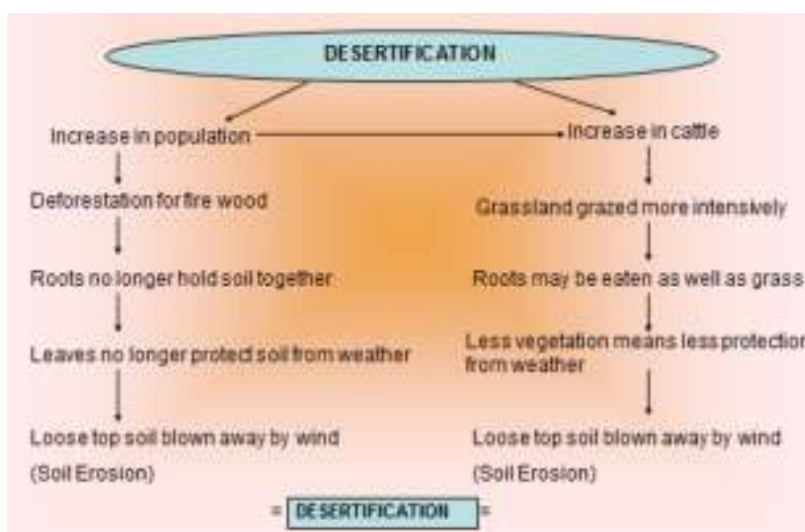 DESERTIFICATION
Increase in population
Increase in cattle
Deforestation for fire wood
Grassland grazed more intensively
Roots no longer hold soil together
Roots may be eaten as well as grass
Leaves no longer protect soil from weather
Less vegetation means less protection
from weather
Loose top soil blown away by wind
(Soil Erosion)
Loose top soil blown away by wind
(Soil Erosion)
= DESERTIFICATION =